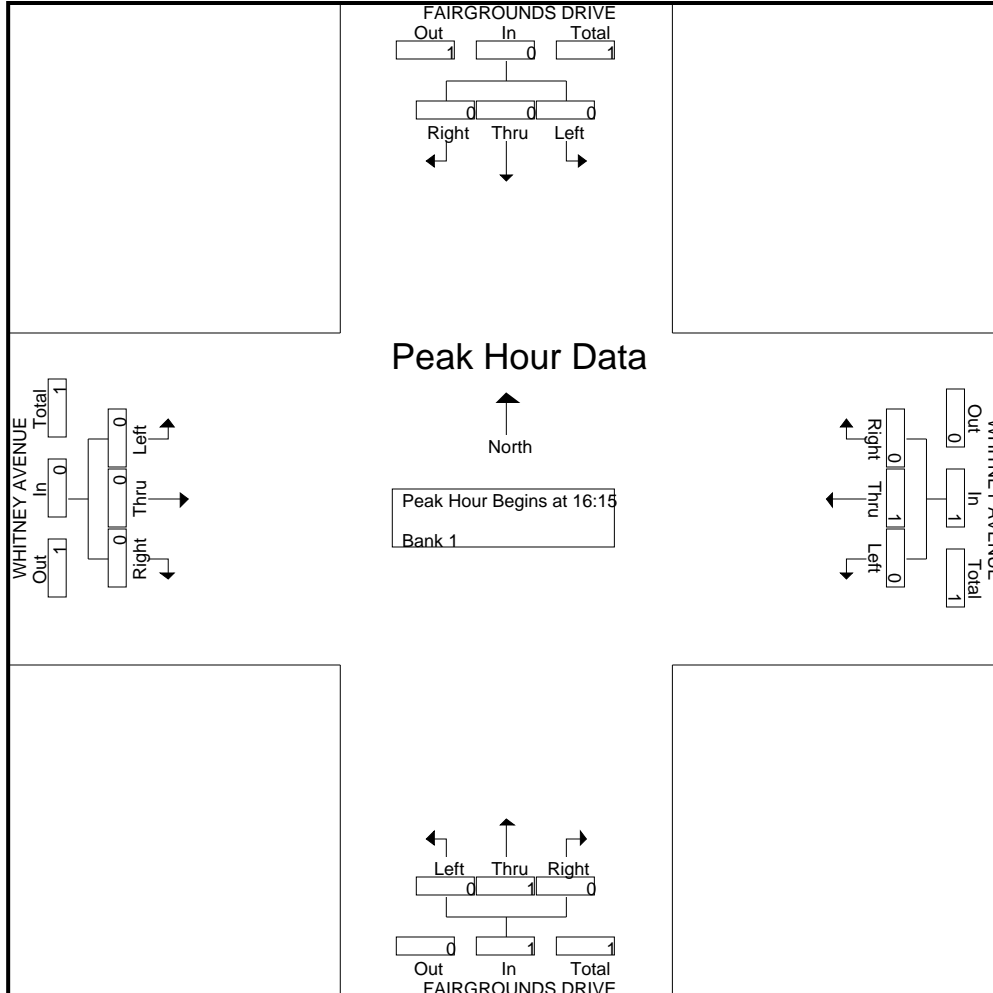 FAIRGROUNDS DRIVE
Out In Total
1 0 1
0 0 0
Right Thru Left
Peak Hour Data
North
Peak Hour Begins at 16:15
Bank 1
WHITNEY AVENUE
Out In Total
1 0 1
0 0 0
Right Thru Left
WHITNEY AVENUE
Out In Total
0 1 1
0 1 0
Right Thru Left
Left Thru Right
0 1 0
0 1 1
Out In Total
FAIRGROUNDS DRIVE